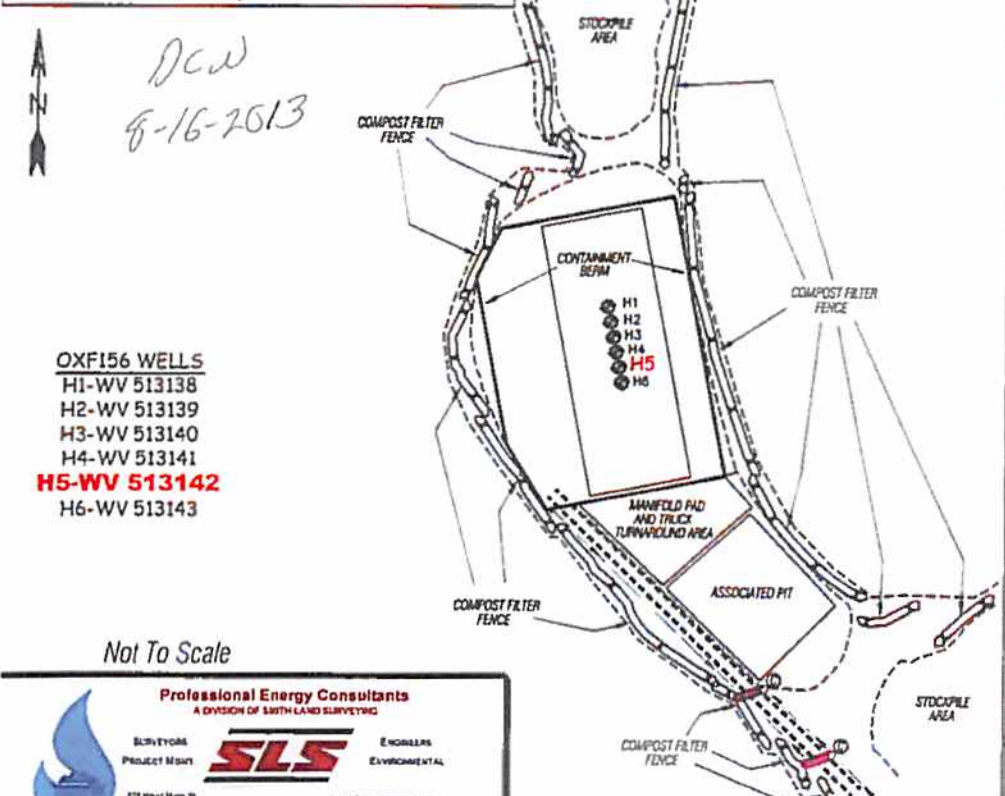 STOCKPILE
AREA
N
DCW
8-16-2013
COMPOST FILTER
FENCE
CONTAINMENT
BERM
COMPOST FILTER
FENCE
H1
H2
H3
H4
H5
H6
OXF156 WELLS
H1-WV 513138
H2-WV 513139
H3-WV 513140
H4-WV 513141
H5-WV 513142
H6-WV 513143
MANIFOLD PAD
AND TRUCK
TURNAROUND AREA
ASSOCIATED PIT
COMPOST FILTER
FENCE
Not To Scale
STOCKPILE
AREA
COMPOST FILTER
FENCE
Professional Energy Consultants
A DIVISION OF SMITH LAND SURVEYING
SURVEYORS
PROJECT MGMT.
SLS
ENGINEERS
ENVIRONMENTAL